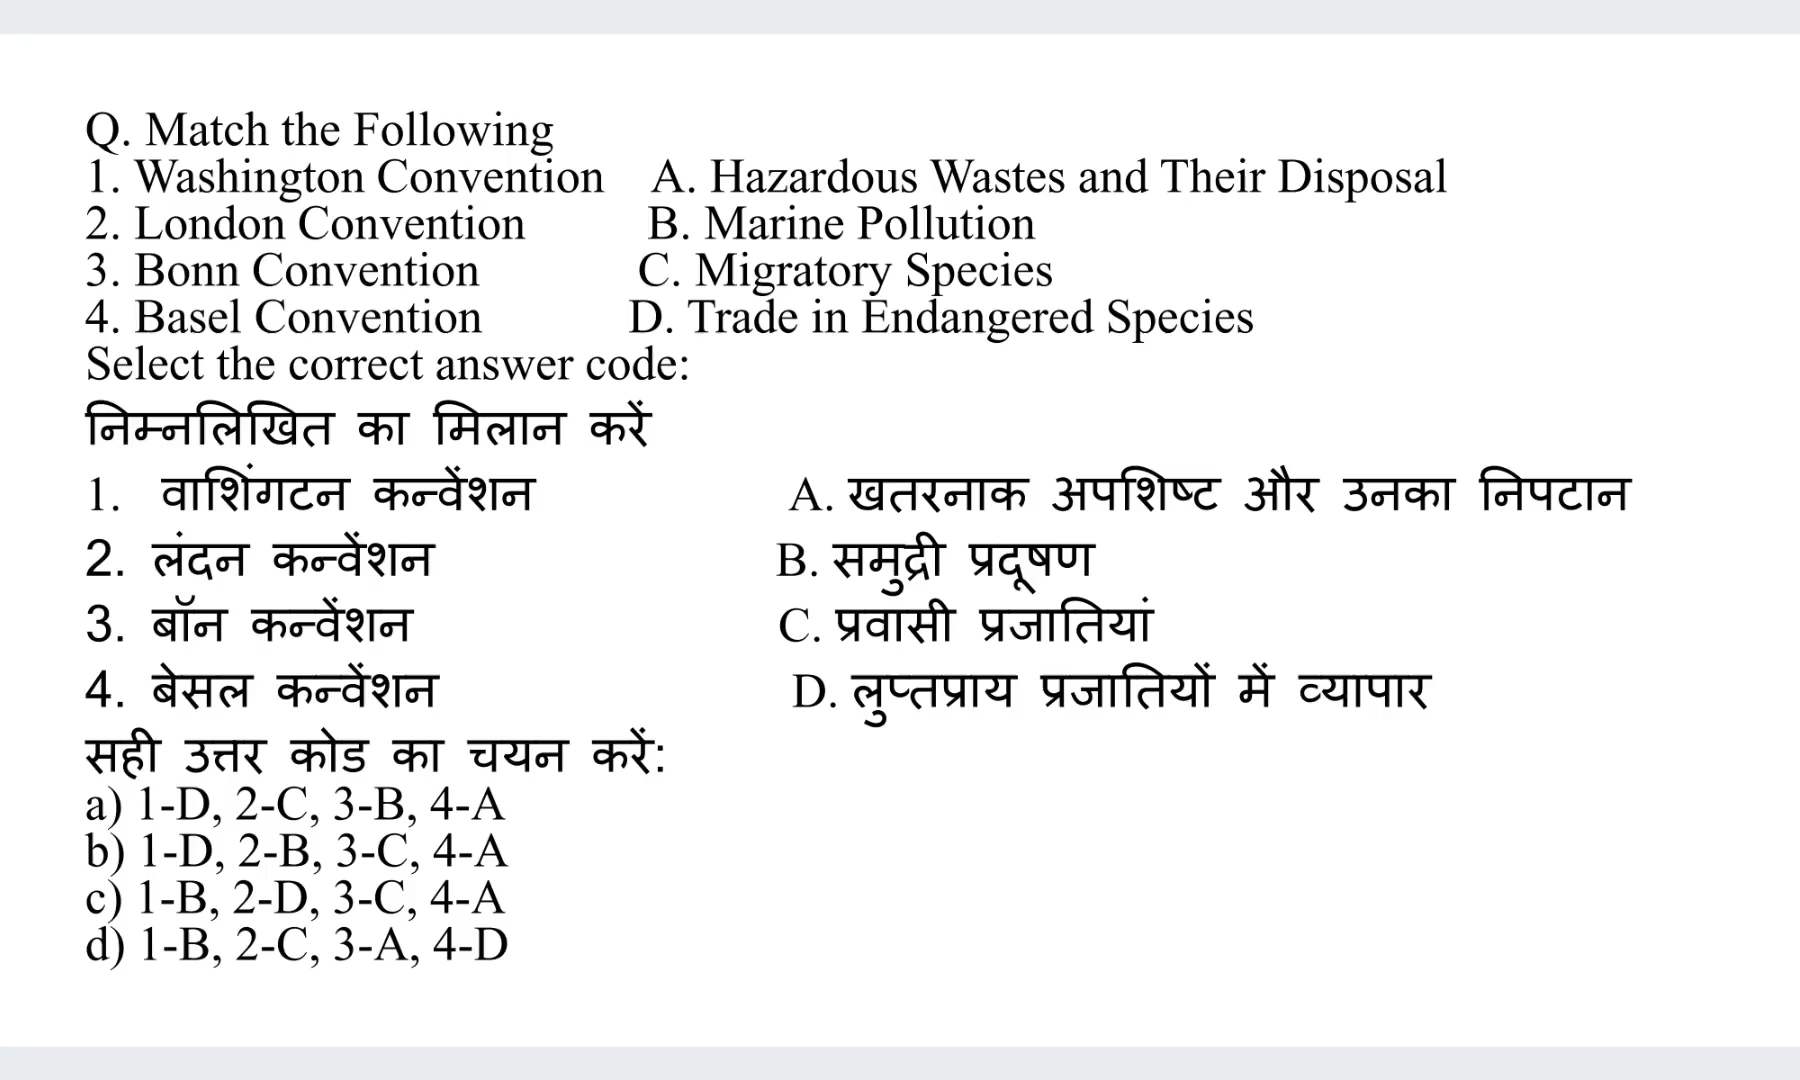 Q. Match the Following
1. Washington Convention A. Hazardous Wastes and Their Disposal
2. London Convention B. Marine Pollution
3. Bonn Convention C. Migratory Species
4. Basel Convention D. Trade in Endangered Species
Select the correct answer code:
निम्नलिखित का मिलान करें
1. वाशिंगटन कन्वेंशन A. खतरनाक अपशिष्ट और उनका निपटान
2. लंदन कन्वेंशन B. समुद्री प्रदूषण
3. बॉन कन्वेंशन C. प्रवासी प्रजातियां
4. बेसल कन्वेंशन D. लुप्तप्राय प्रजातियों में व्यापार
सही उत्तर कोड का चयन करें:
a) 1-D, 2-C, 3-B, 4-A
b) 1-D, 2-B, 3-C, 4-A
c) 1-B, 2-D, 3-C, 4-A
d) 1-B, 2-C, 3-A, 4-D